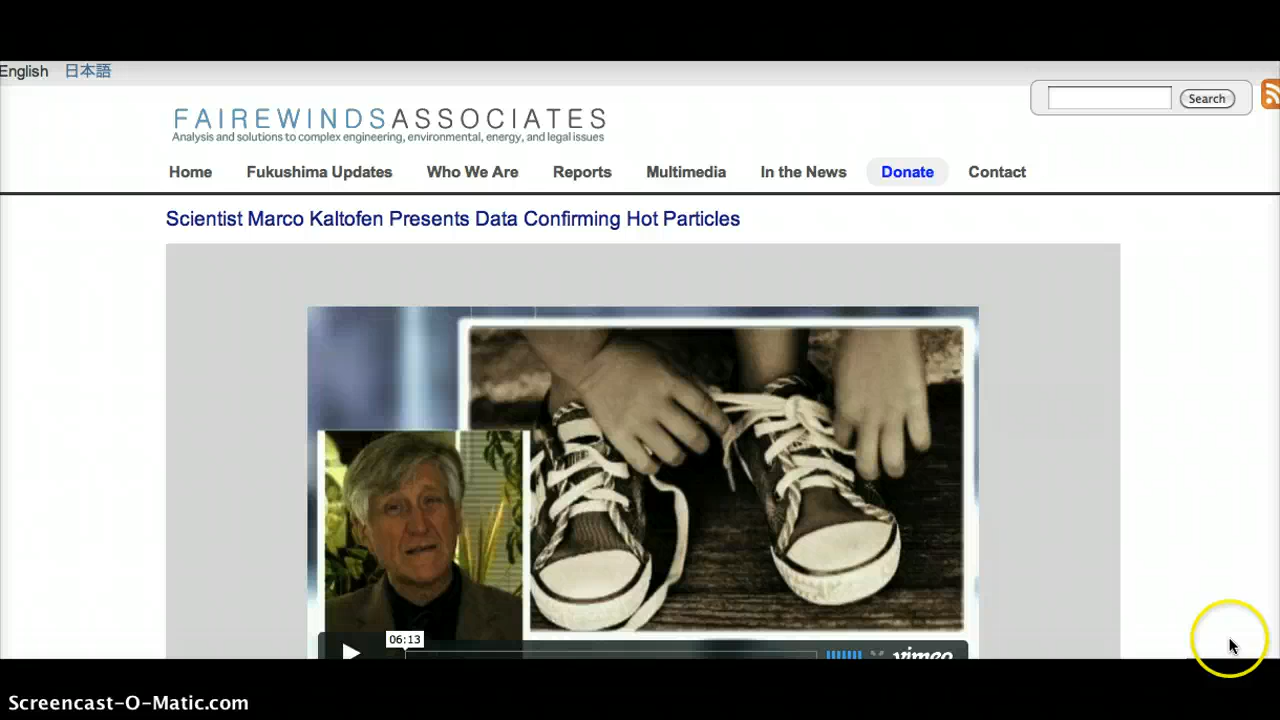 English 日本語
Search
FAIREWINDSASSOCIATES
Analysis and solutions to complex engineering, environmental, energy, and legal issues
Home Fukushima Updates Who We Are Reports Multimedia In the News Donate Contact
Scientist Marco Kaltofen Presents Data Confirming Hot Particles
06:13
vimeo
Screencast-O-Matic.com